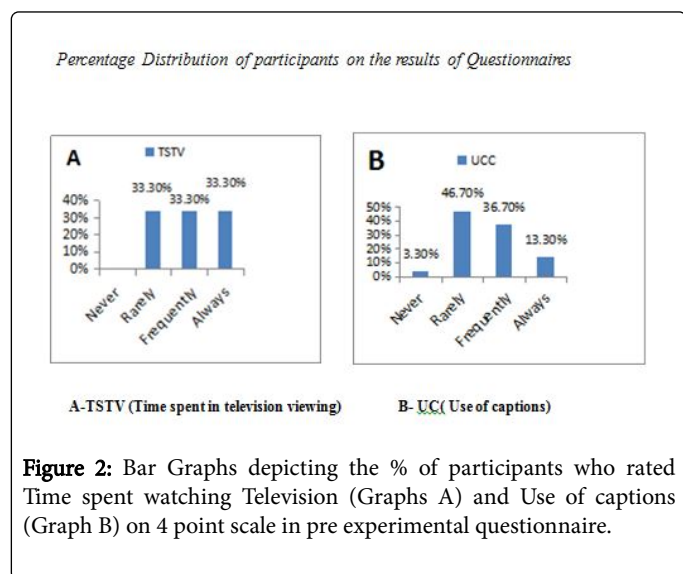 Percentage Distribution of participants on the results of Questionnaires
A
TSTV
33.30%
33.30%
33.30%
40%
30%
20%
10%
0%
Never
Rarely
Frequently
Always
B
UCC
46.70%
36.70%
13.30%
3.30%
50%
40%
30%
20%
10%
0%
Never
Rarely
Frequently
Always
A-TSTV (Time spent in television viewing)
B- UC( Use of captions)
Figure 2: Bar Graphs depicting the % of participants who rated
Time spent watching Television (Graphs A) and Use of captions
(Graph B) on 4 point scale in pre experimental questionnaire.